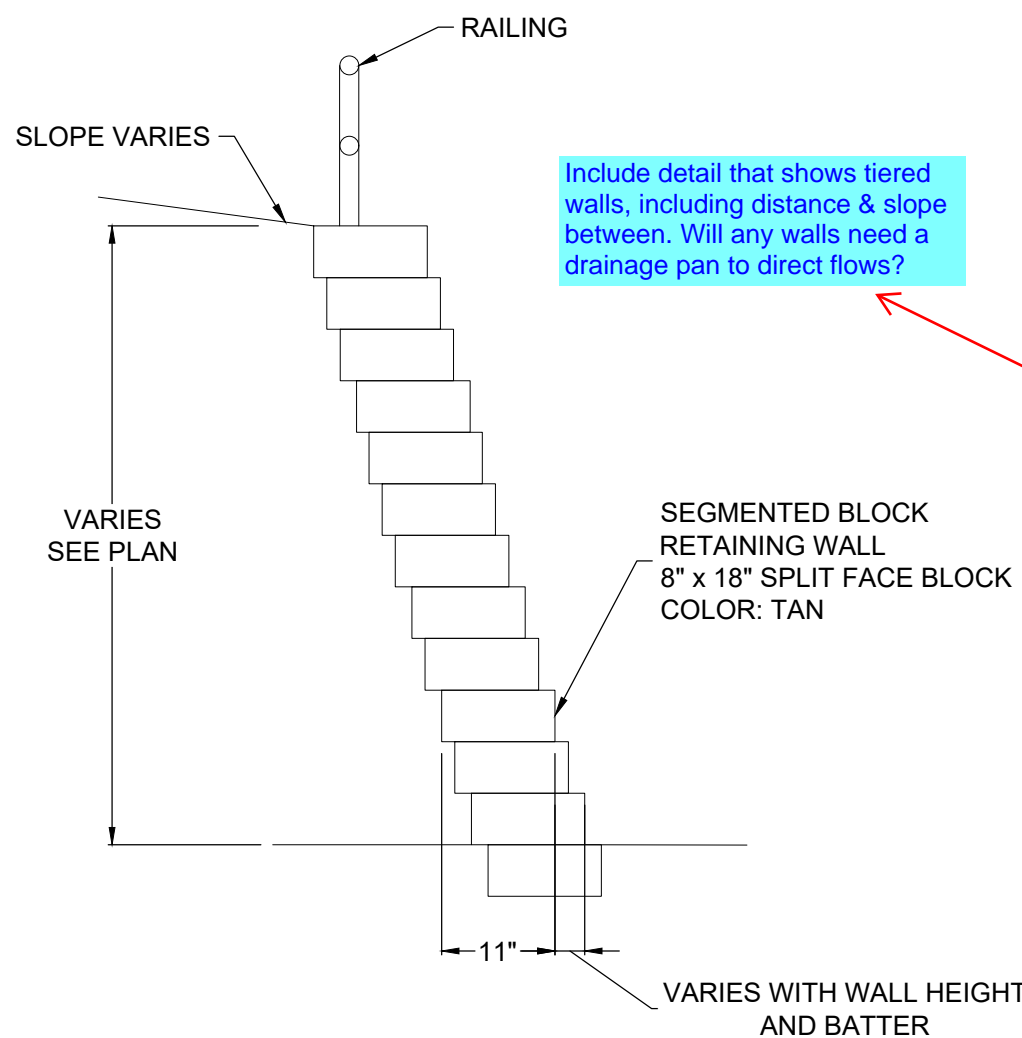 RAILING
SLOPE VARIES
Include detail that shows tiered
walls, including distance & slope
between. Will any walls need a
drainage pan to direct flows?
VARIES
SEE PLAN
SEGMENTED BLOCK
RETAINING WALL
8" x 18" SPLIT FACE BLOCK
COLOR: TAN
11"
VARIES WITH WALL HEIGHT
AND BATTER